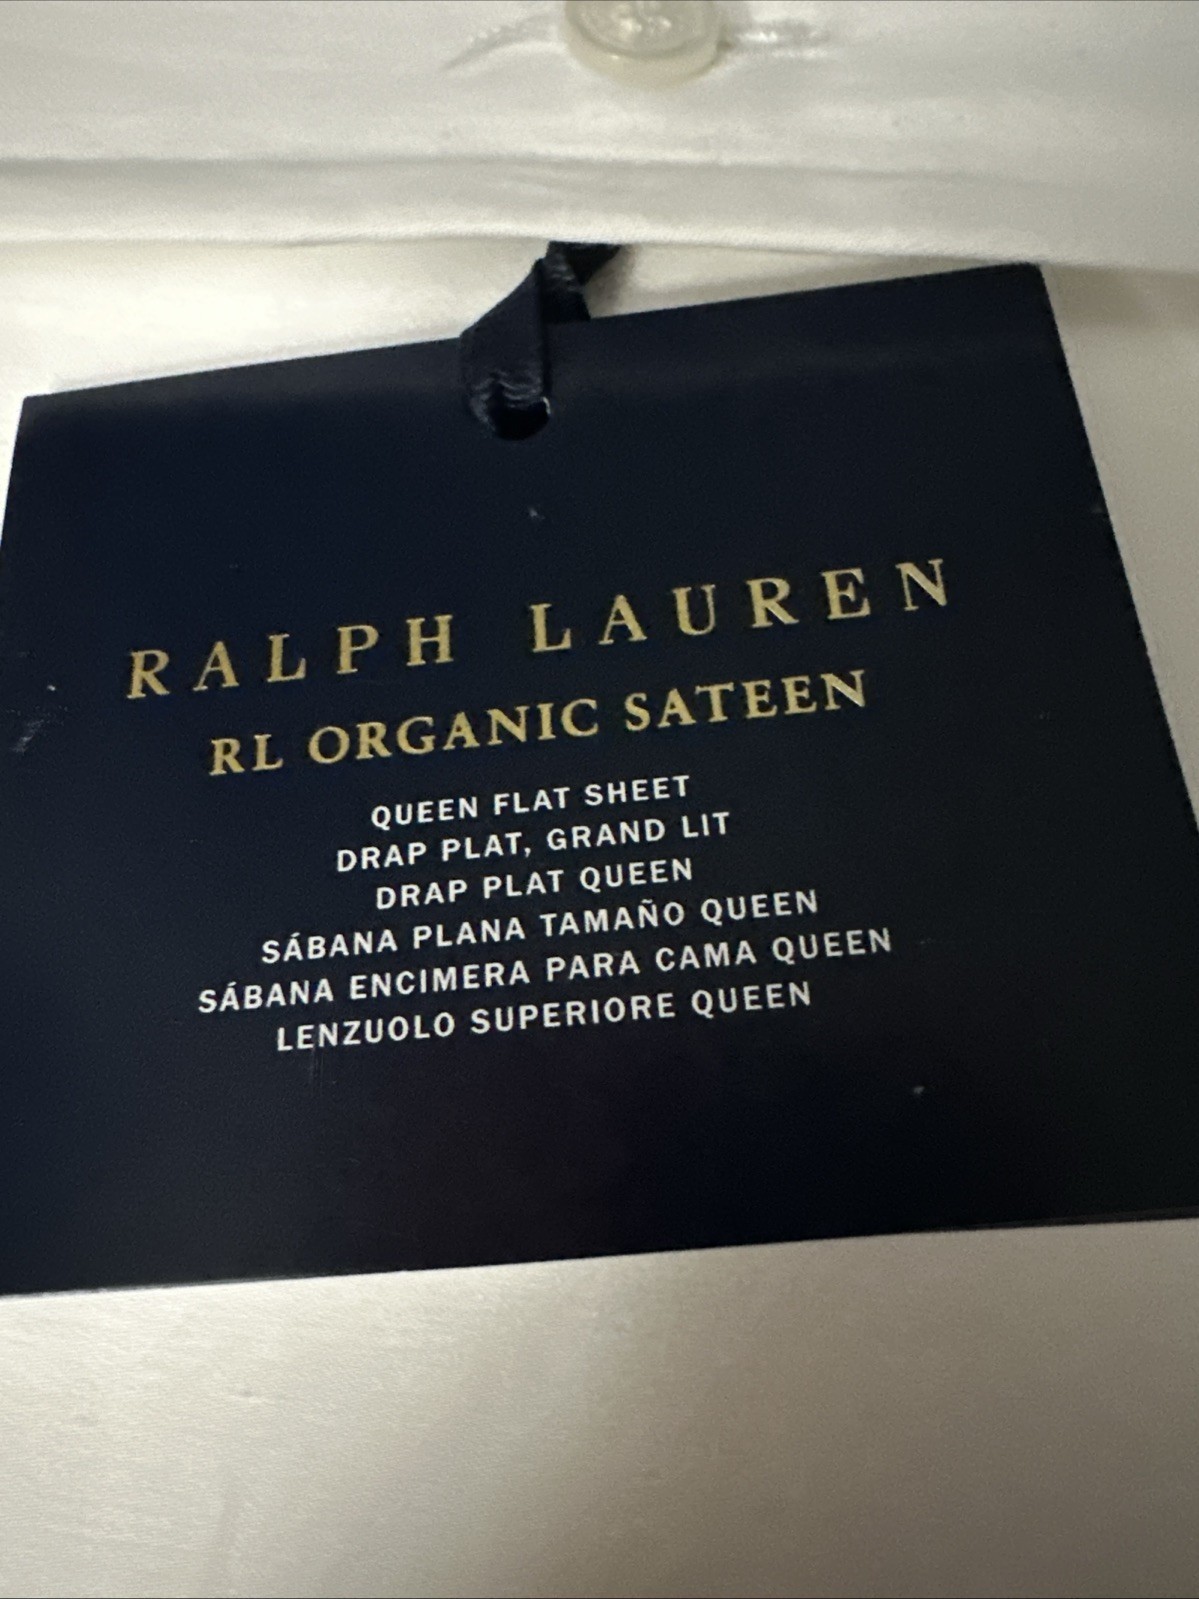 RALPH LAUREN
RL ORGANIC SATEEN
QUEEN FLAT SHEET
DRAP PLAT, GRAND LIT
DRAP PLAT QUEEN
SÁBANA PLANA TAMAÑO QUEEN
SÁBANA ENCIMERA PARA CAMA QUEEN
LENZUOLO SUPERIORE QUEEN